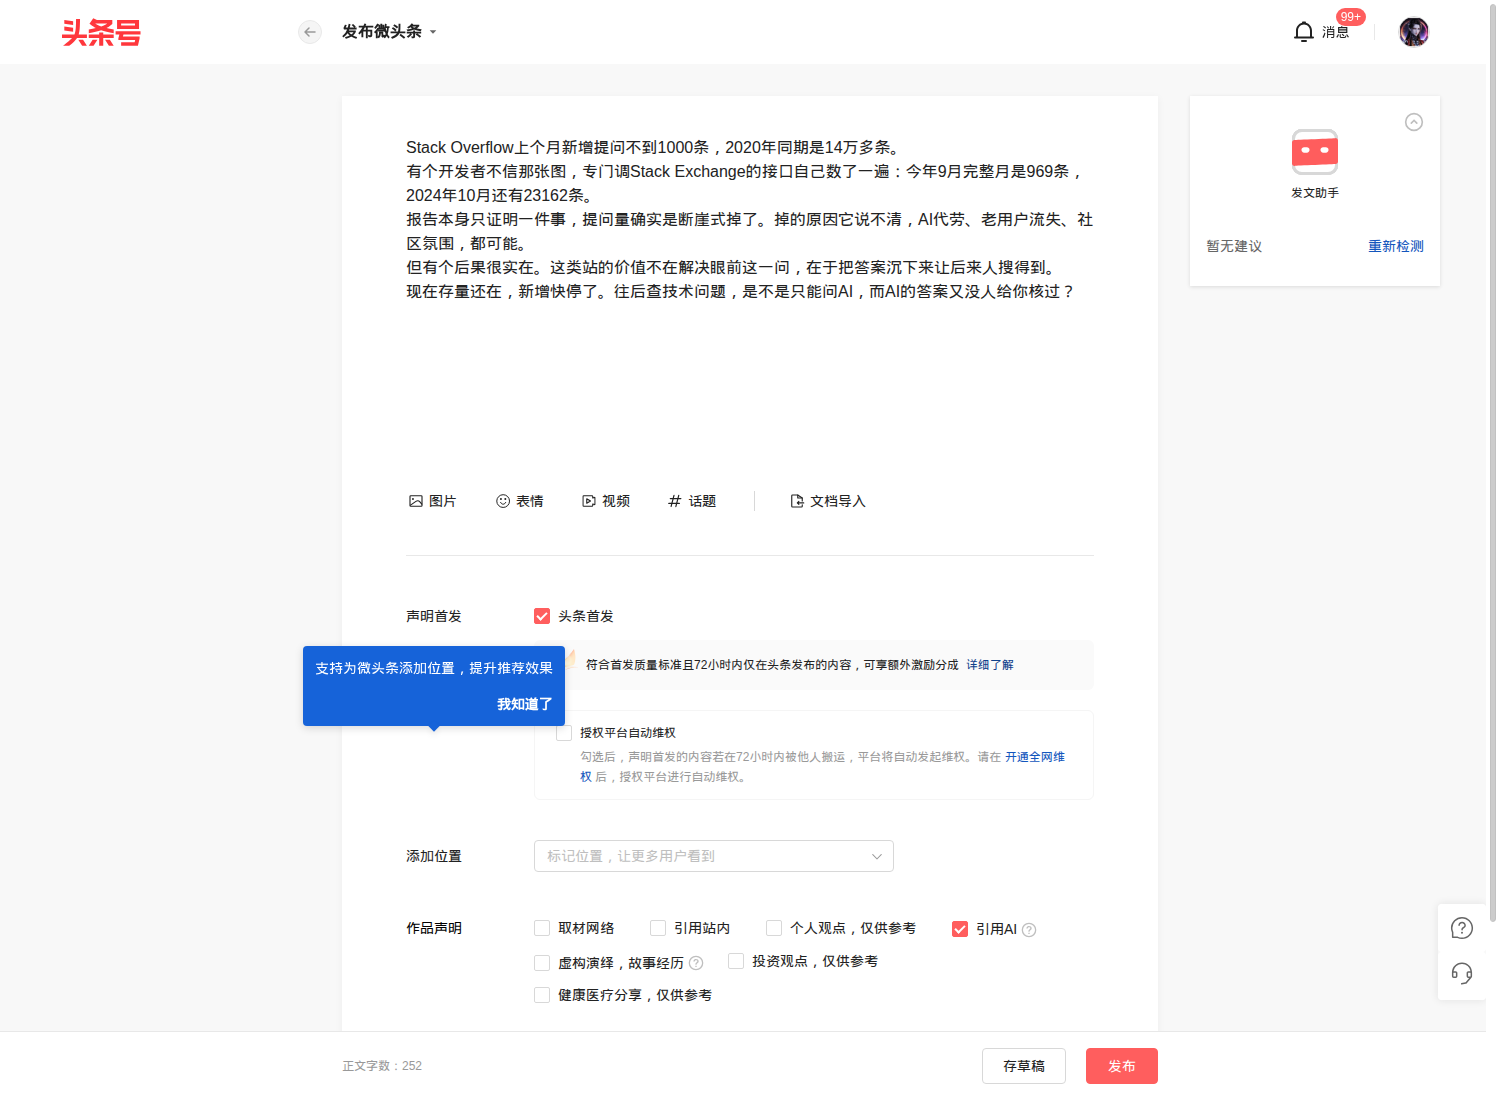 头条号
发布微头条
消息
99+
Stack Overflow上个月新增提问不到1000条，2020年同期是14万多条。
有个开发者不信那张图，专门调Stack Exchange的接口自己数了一遍：今年9月完整月是969条，
2024年10月还有23162条。
报告本身只证明一件事，提问量确实是断崖式掉了。掉的原因它说不清，AI代劳、老用户流失、社
区氛围，都可能。
但有个后果很实在。这类站的价值不在解决眼前这一问，在于把答案沉下来让后来人搜得到。
现在存量还在，新增快停了。往后查技术问题，是不是只能问AI，而AI的答案又没人给你核过？
发文助手
暂无建议 重新检测
图片 表情 视频 话题 文档导入
声明首发 头条首发
符合首发质量标准且72小时内仅在头条发布的内容，可享额外激励分成 详细了解
支持为微头条添加位置，提升推荐效果
我知道了
授权平台自动维权
勾选后，声明首发的内容若在72小时内被他人搬运，平台将自动发起维权。请在 开通全网维
权 后，授权平台进行自动维权。
添加位置 标记位置，让更多用户看到
作品声明 取材网络 引用站内 个人观点，仅供参考 引用AI
虚构演绎，故事经历 投资观点，仅供参考
健康医疗分享，仅供参考
正文字数：252 存草稿 发布